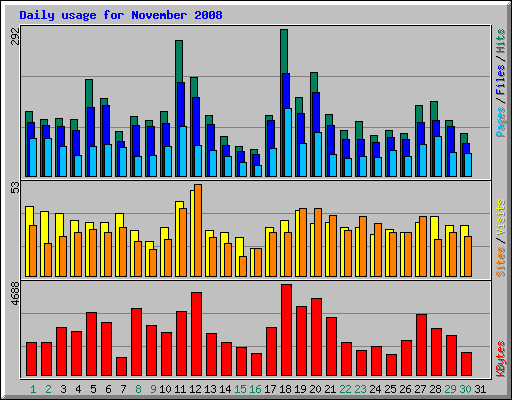 Daily usage for November 2008
292
Pages / Files / Hits
53
Sites / Visits
4688
KBytes
1 2 3 4 5 6 7 8 9 10 11 12 13 14 15 16 17 18 19 20 21 22 23 24 25 26 27 28 29 30 31